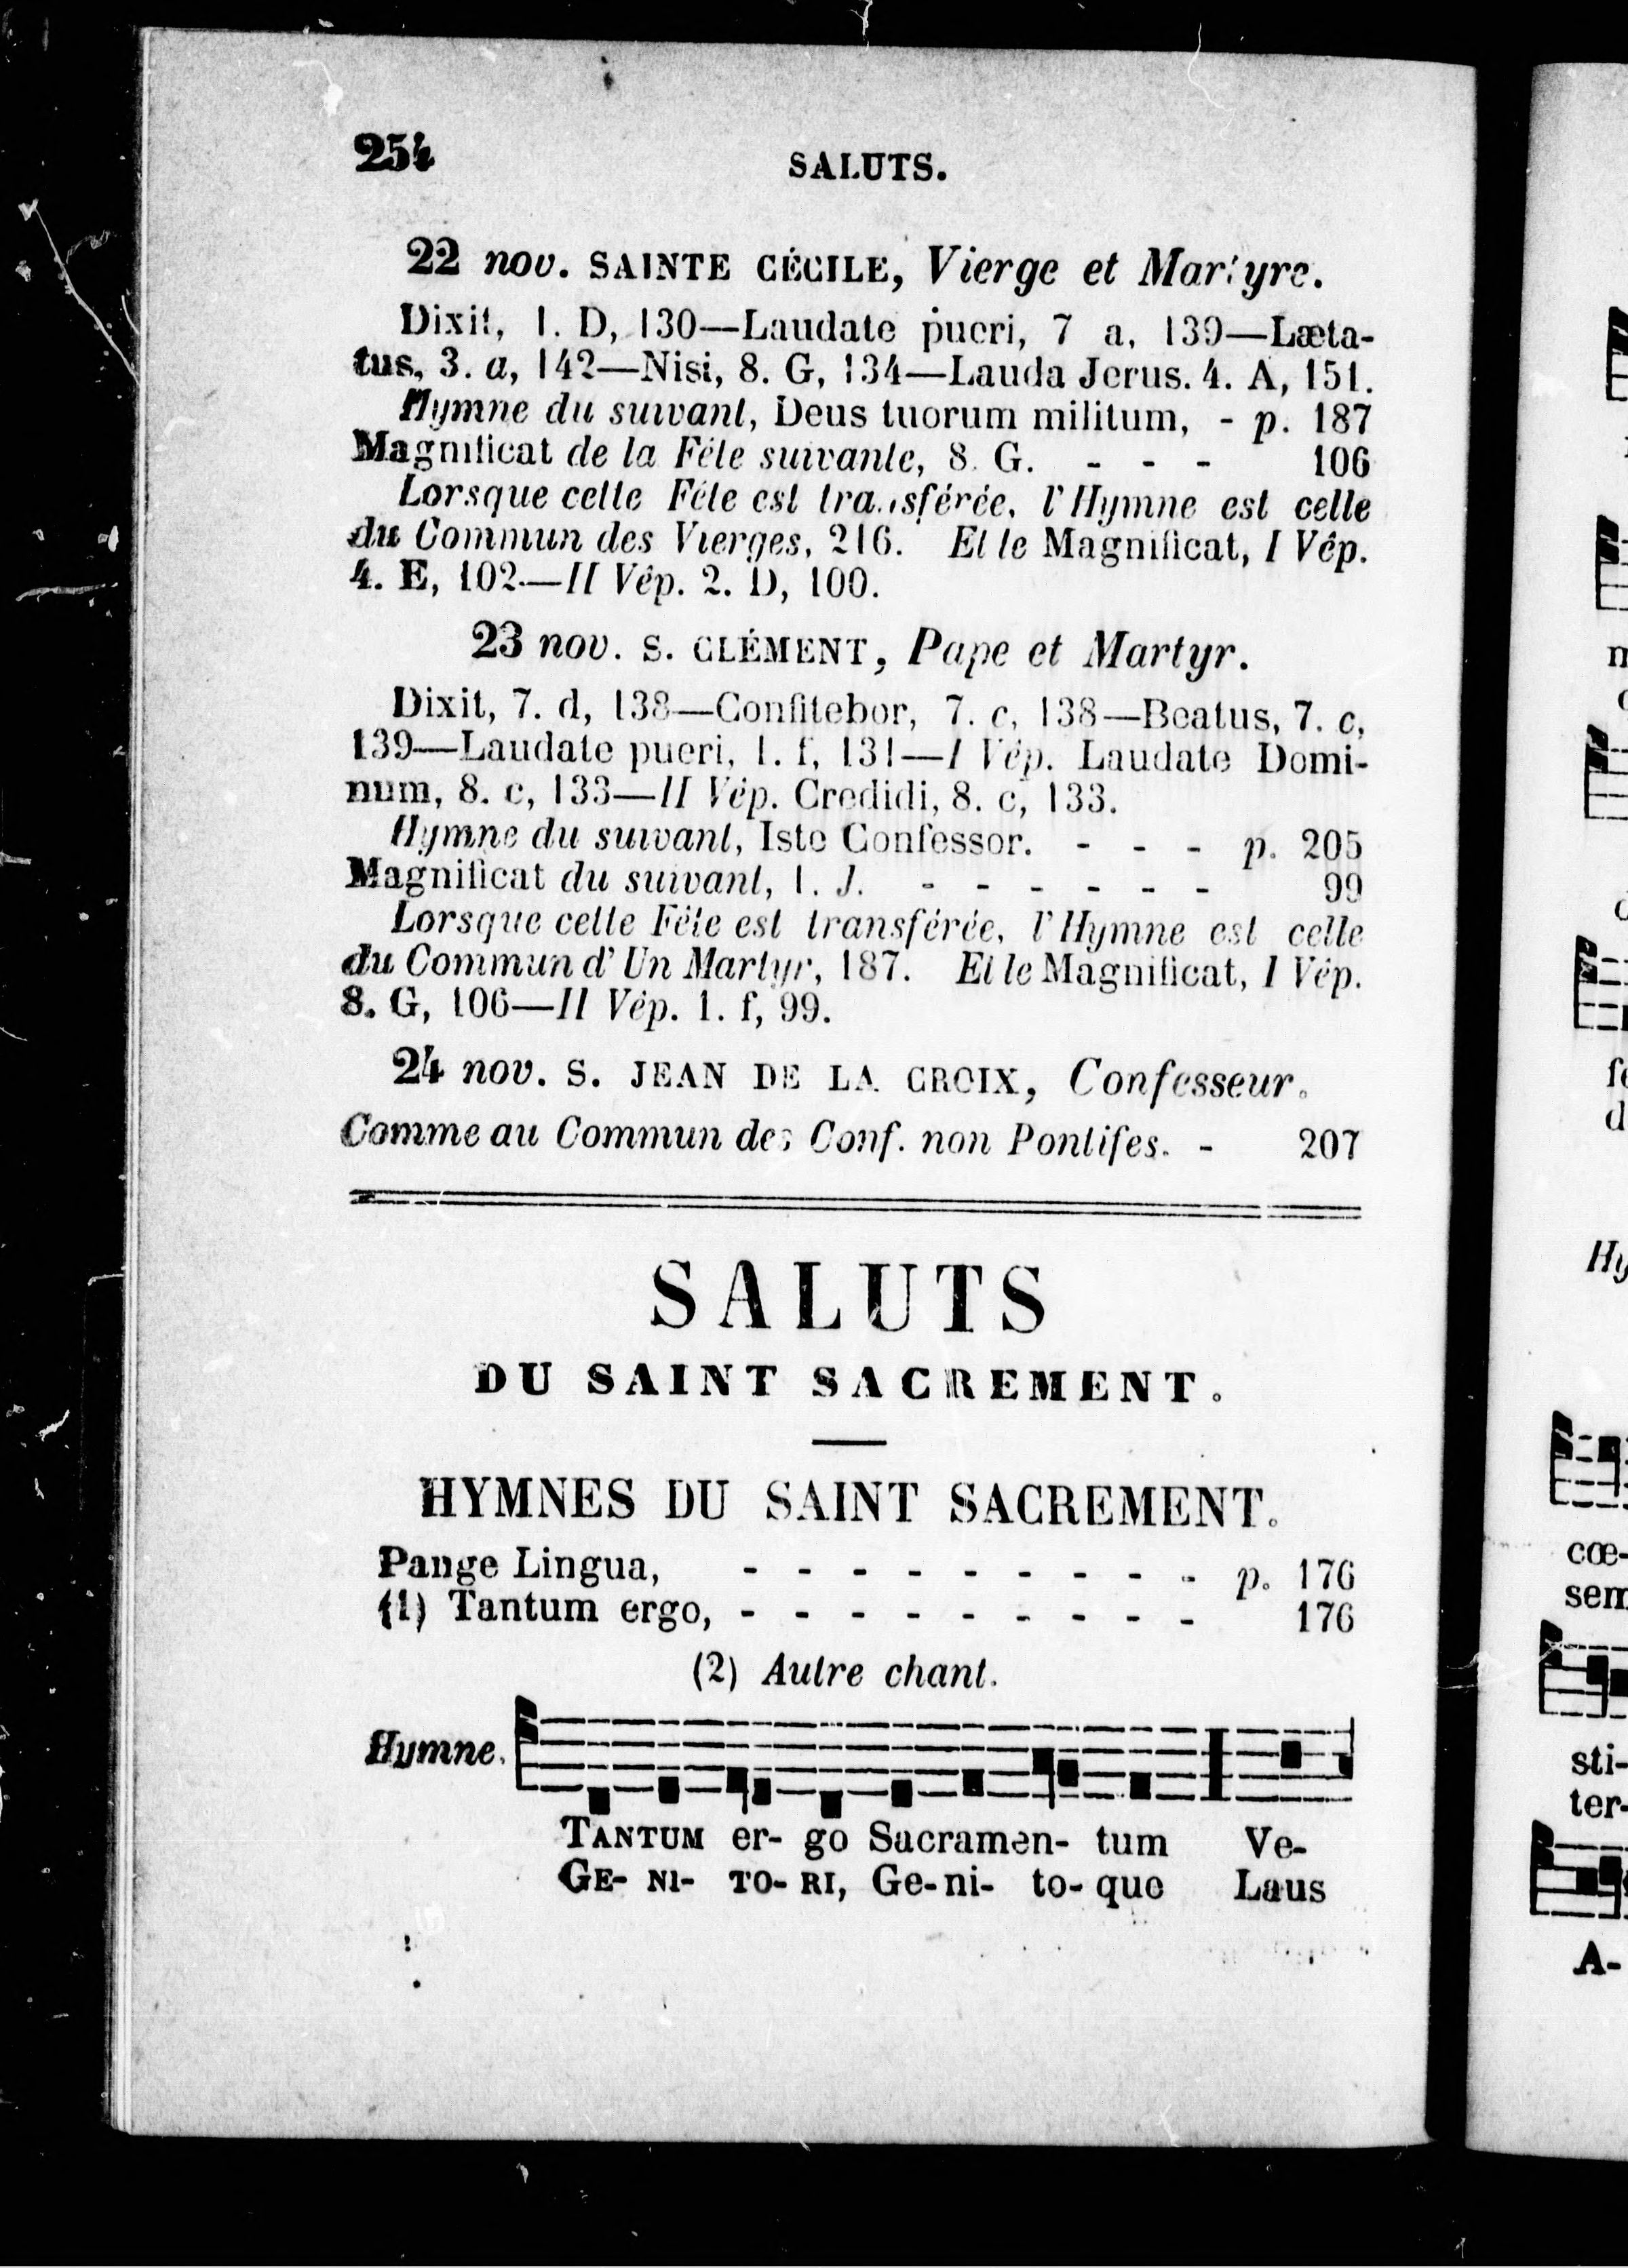 254
SALUTS.
22 nov. SAINTE CÉCILE, Vierge et Martyre.
Dixit, 1. D, 130—Laudate pueri, 7 a, 139—Læta-
tus, 3. a, 142—Nisi, 8. G, 134—Lauda Jerus. 4. A, 151.
Hymne du suivant, Deus tuorum militum, - p. 187
Magnificat de la Fête suivante, 8. G. - - - 106
Lorsque cette Fête est transférée, l'Hymne est celle
du Commun des Vierges, 216. Et le Magnificat, I Vêp.
4. E, 102—II Vêp. 2. D, 100.
23 nov. S. CLÉMENT, Pape et Martyr.
Dixit, 7. d, 138—Confitebor, 7. c, 138—Beatus, 7. c,
139—Laudate pueri, 1. f, 131—I Vêp. Laudate Domi-
num, 8. c, 133—II Vêp. Credidi, 8. c, 133.
Hymne du suivant, Iste Confessor. - - - p. 205
Magnificat du suivant, 1. J. - - - - - - 99
Lorsque cette Fête est transférée, l'Hymne est celle
du Commun d'Un Martyr, 187. Et le Magnificat, I Vêp.
8. G, 106—II Vêp. 1. f, 99.
24 nov. S. JEAN DE LA CROIX, Confesseur.
Comme au Commun des Conf. non Pontifes. - 207
SALUTS
DU SAINT SACREMENT.
HYMNES DU SAINT SACREMENT.
Pange Lingua, - - - - - - - - - p. 176
(1) Tantum ergo, - - - - - - - - - 176
(2) Autre chant.
Hymne.
TANTUM er- go Sacramen- tum Ve-
GE- NI- TO- RI, Ge-ni- to- que Laus
Hy
cœ-
sem
sti-
ter-
A-